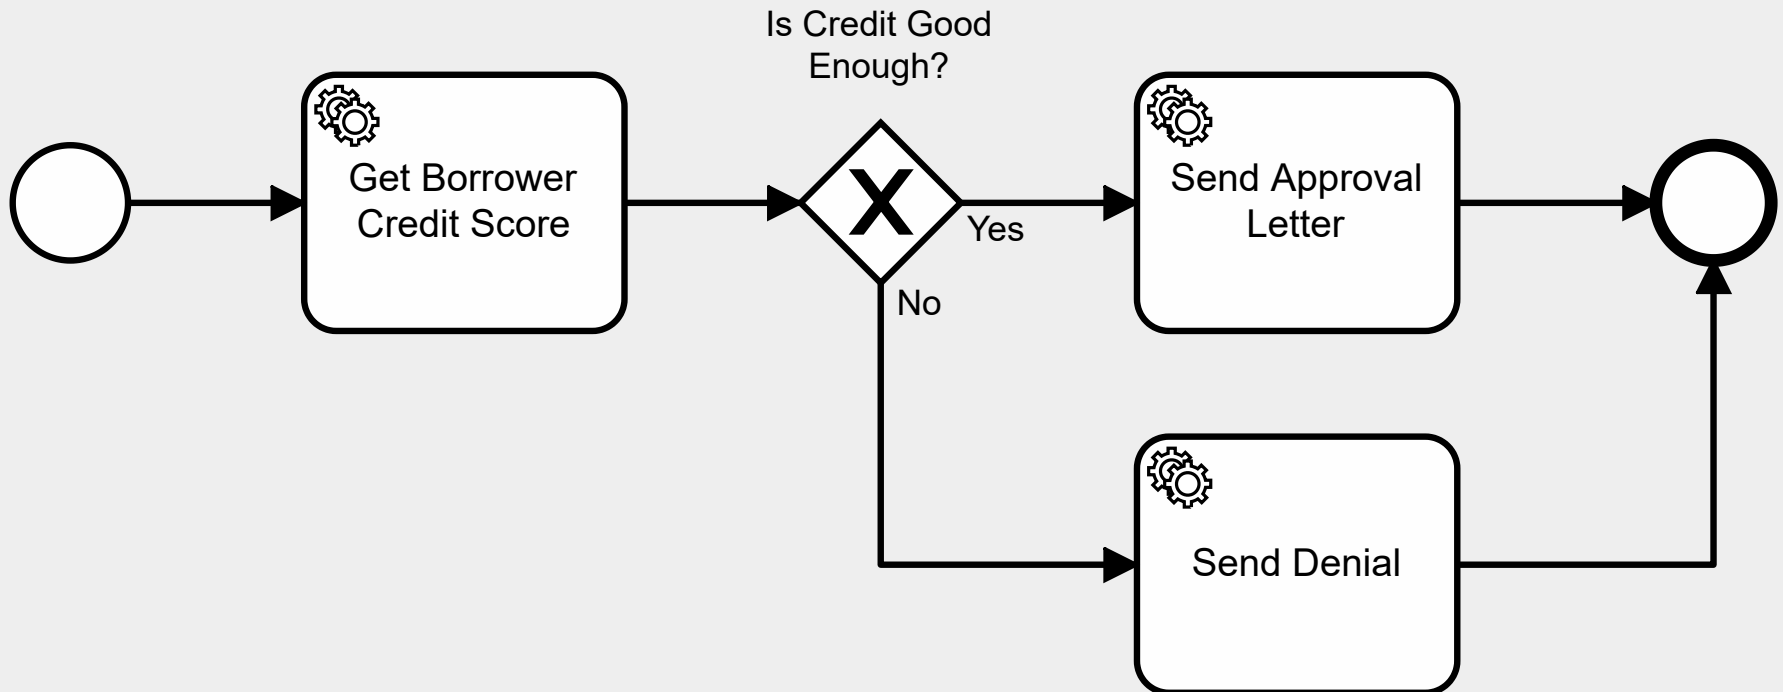 Is Credit Good
Enough?
Get Borrower
Credit Score
Yes
No
Send Approval
Letter
Send Denial